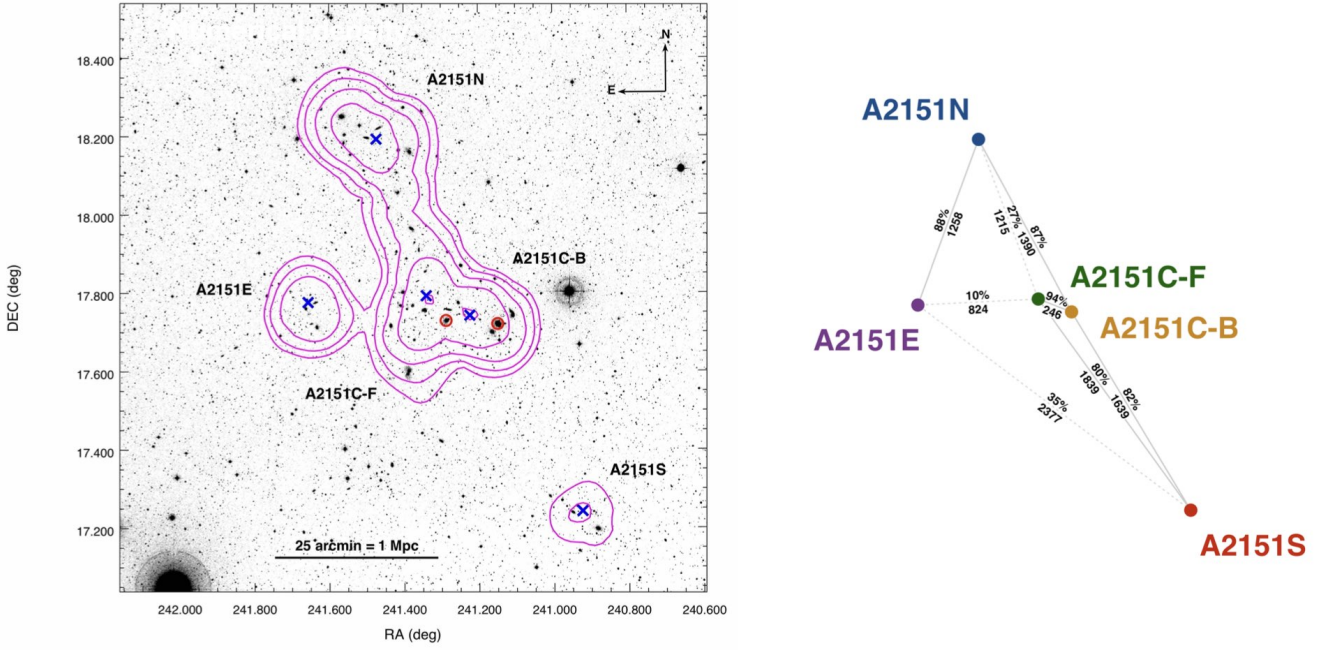 18.400
18.200
18.000
17.800
17.600
17.400
17.200
DEC (deg)
N
E
A2151N
A2151C-B
A2151E
A2151C-F
A2151S
25 arcmin = 1 Mpc
242.000 241.800 241.600 241.400 241.200 241.000 240.800 240.600
RA (deg)
A2151N
88%
1258
27%
1215
87%
1390
A2151C-F
10%
824
94%
246
A2151C-B
A2151E
80%
1839
82%
1639
35%
2377
A2151S